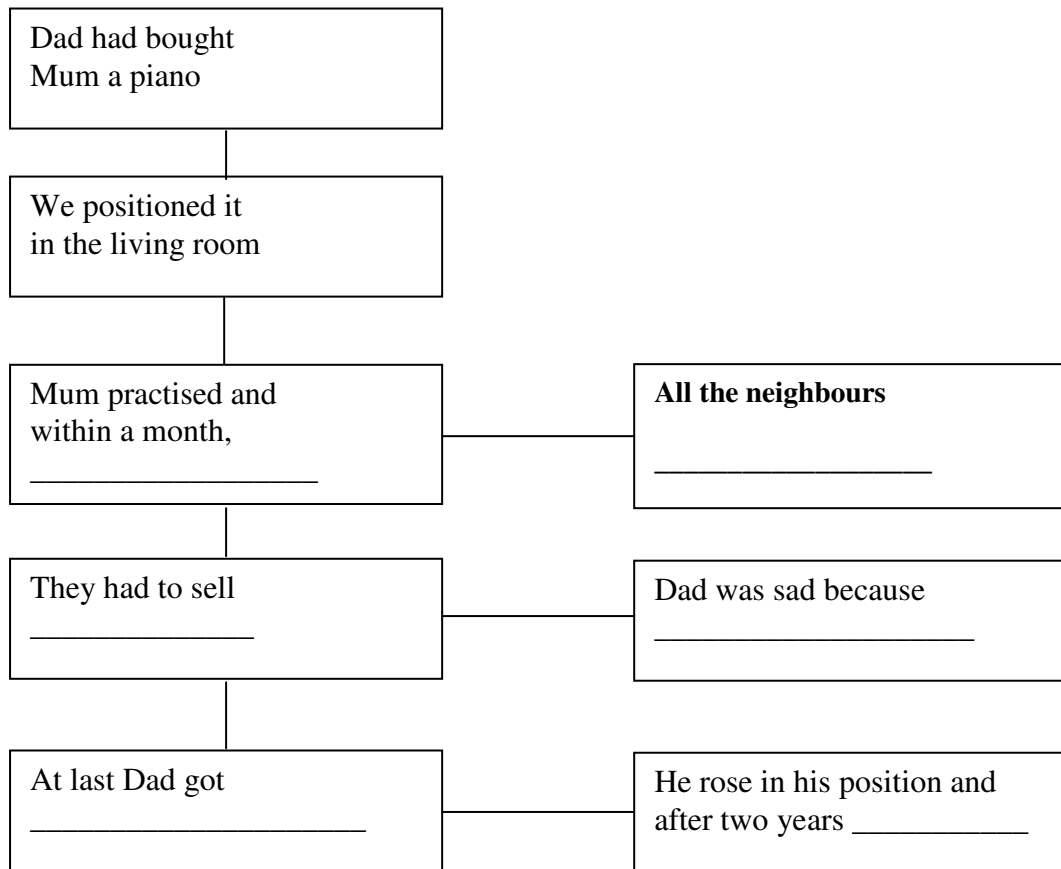 Dad had bought
Mum a piano
We positioned it
in the living room
Mum practised and
within a month,
__________________
All the neighbours
__________________
They had to sell
______________
Dad was sad because
____________________
At last Dad got
_____________________
He rose in his position and
after two years ___________